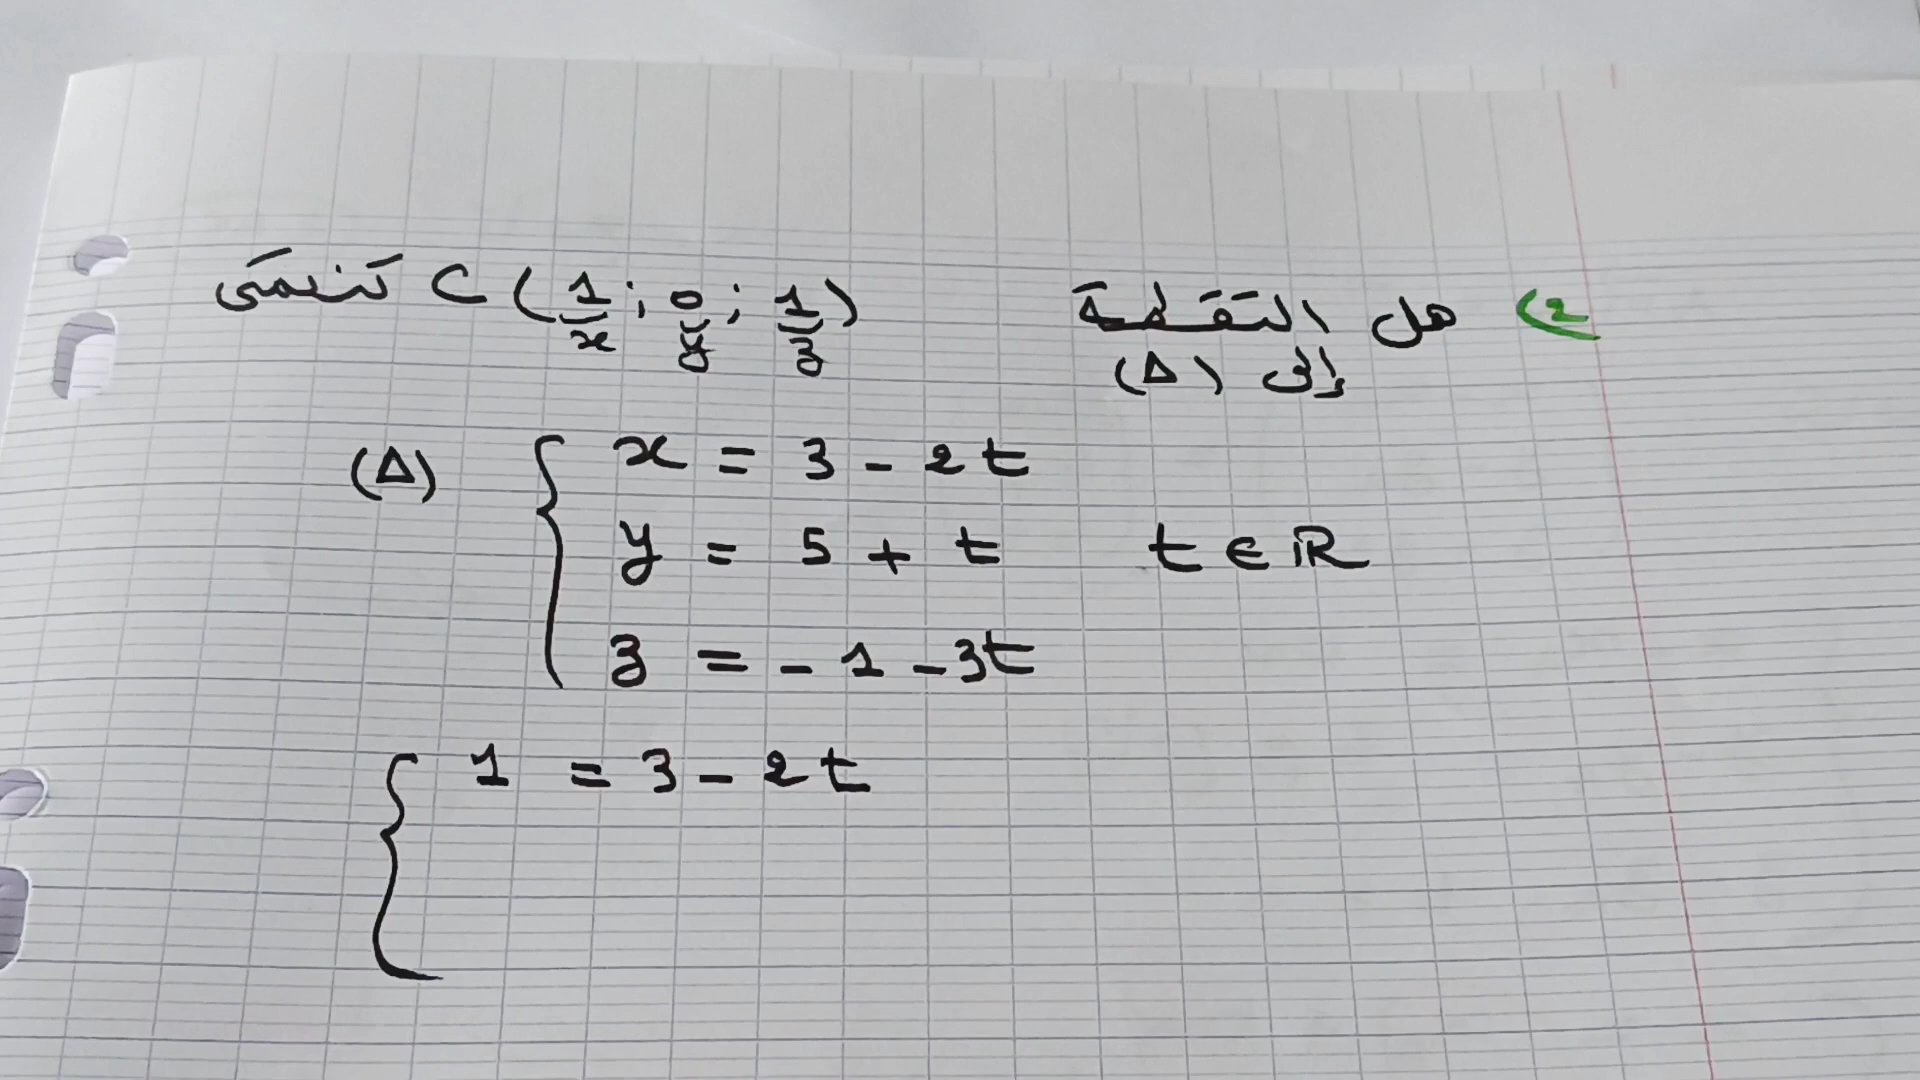 2) هل النقطة C (1 ; 0 ; 1) تنتمي
x y z
إلى (Δ)
(Δ) { x = 3 - 2t
y = 5 + t t ∈ ℝ
z = -1 - 3t
{ 1 = 3 - 2t